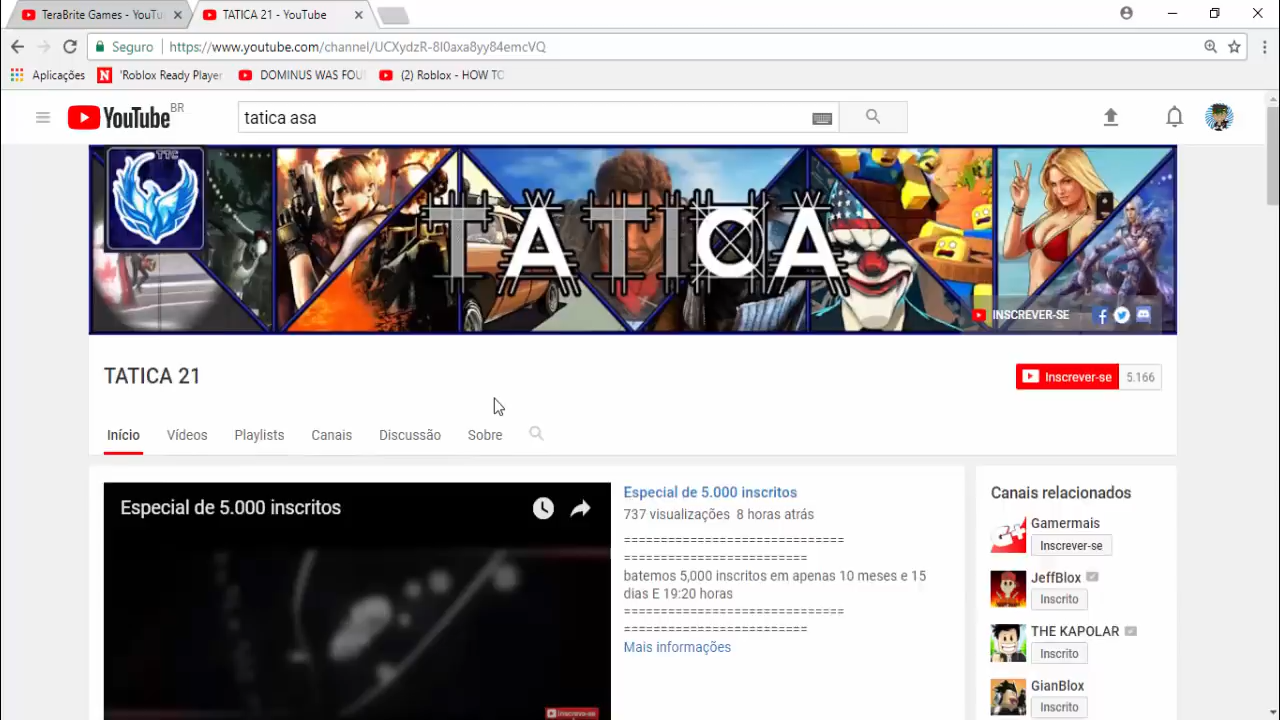 TeraBrite Games - YouTu
TATICA 21 - YouTube
Seguro
https://www.youtube.com/channel/UCXydzR-8I0axa8yy84emcVQ
Aplicações
'Roblox Ready Player
DOMINUS WAS FOU
(2) Roblox - HOW TO
YouTube BR
tatica asa
TTC
TATICA
INSCREVER-SE
TATICA 21
Inscrever-se 5.166
Início Vídeos Playlists Canais Discussão Sobre
Especial de 5.000 inscritos
Inscreva-se
Especial de 5.000 inscritos
737 visualizações 8 horas atrás
==============================
=========================
batemos 5,000 inscritos em apenas 10 meses e 15
dias E 19:20 horas
==============================
=========================
Mais informações
Canais relacionados
G+
Gamermais
Inscrever-se
JeffBlox
Inscrito
THE KAPOLAR
Inscrito
GianBlox
Inscrito